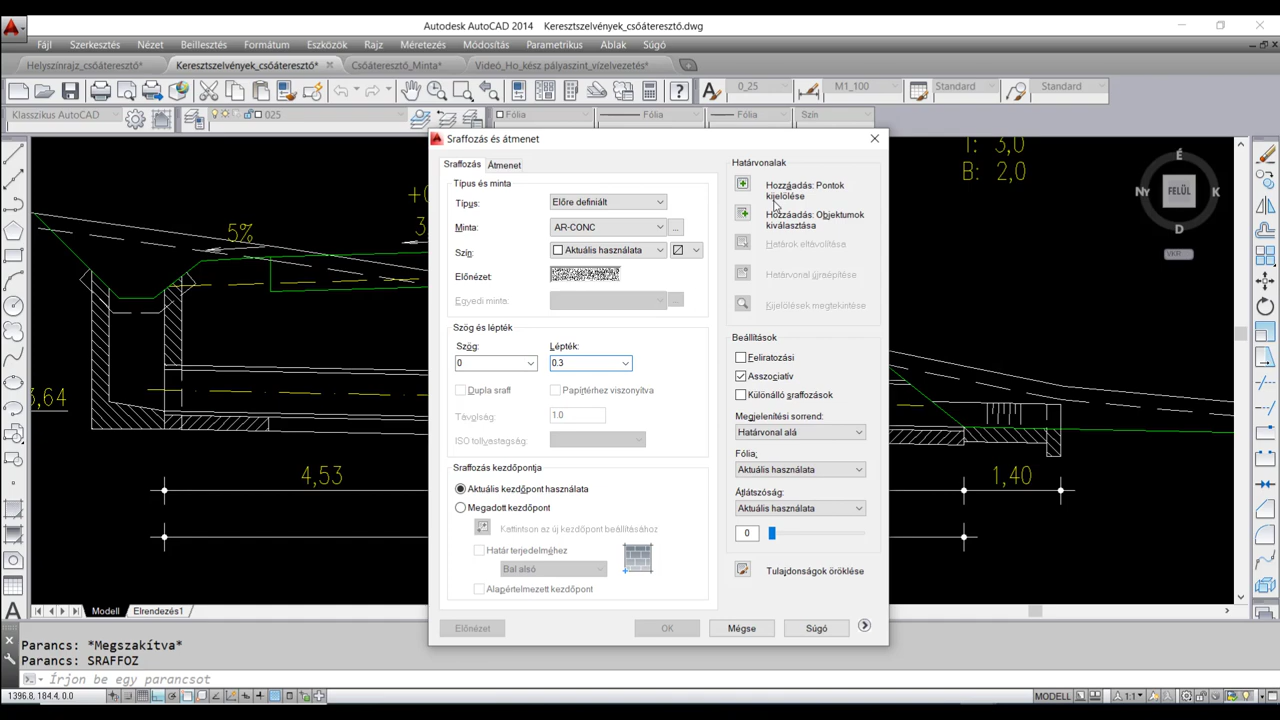 Autodesk AutoCAD 2014 Keresztszelvények_csőáteresztő.dwg
Fájl Szerkesztés Nézet Beillesztés Formátum Eszközök Rajz Méretezés Módosítás Parametrikus Ablak Súgó
Helyszínrajz_csőáteresztő* Keresztszelvények_csőáteresztő* Csőáteresztő_Minta* Videó_Ho_kész pályaszint_vízelvezetés*
0_25 M1_100 Standard Standard
Klasszikus AutoCAD 025 Fólia Fólia Fólia Szín
T: 3,0
B: 2,0
É
NY FELÜL K
D
VKR
5%
3,64
4,53
1,40
Sraffozás és átmenet
Sraffozás Átmenet
Típus és minta
Típus: Előre definiált
Minta: AR-CONC ...
Szín: Aktuális használata
Előnézet:
Egyedi minta: ...
Szög és lépték
Szög: Lépték:
0 0.3
Dupla sraff Papírtérhez viszonyítva
Távolság: 1.0
ISO tollvastagság:
Sraffozás kezdőpontja
Aktuális kezdőpont használata
Megadott kezdőpont
Kattintson az új kezdőpont beállításához
Határ terjedelméhez
Bal alsó
Alapértelmezett kezdőpont
Határvonalak
Hozzáadás: Pontok
kijelölése
Hozzáadás: Objektumok
kiválasztása
Határok eltávolítása
Határvonal újraépítése
Kijelölések megtekintése
Beállítások
Feliratozási
Asszociatív
Különálló sraffozások
Megjelenítési sorrend:
Határvonal alá
Fólia:
Aktuális használata
Átlátszóság:
Aktuális használata
0
Tulajdonságok öröklése
Előnézet OK Mégse Súgó
Modell Elrendezés1
Parancs: *Megszakítva*
Parancs: SRAFFOZ
Írjon be egy parancsot
1396.8, 184.4, 0.0 MODELL 1:1